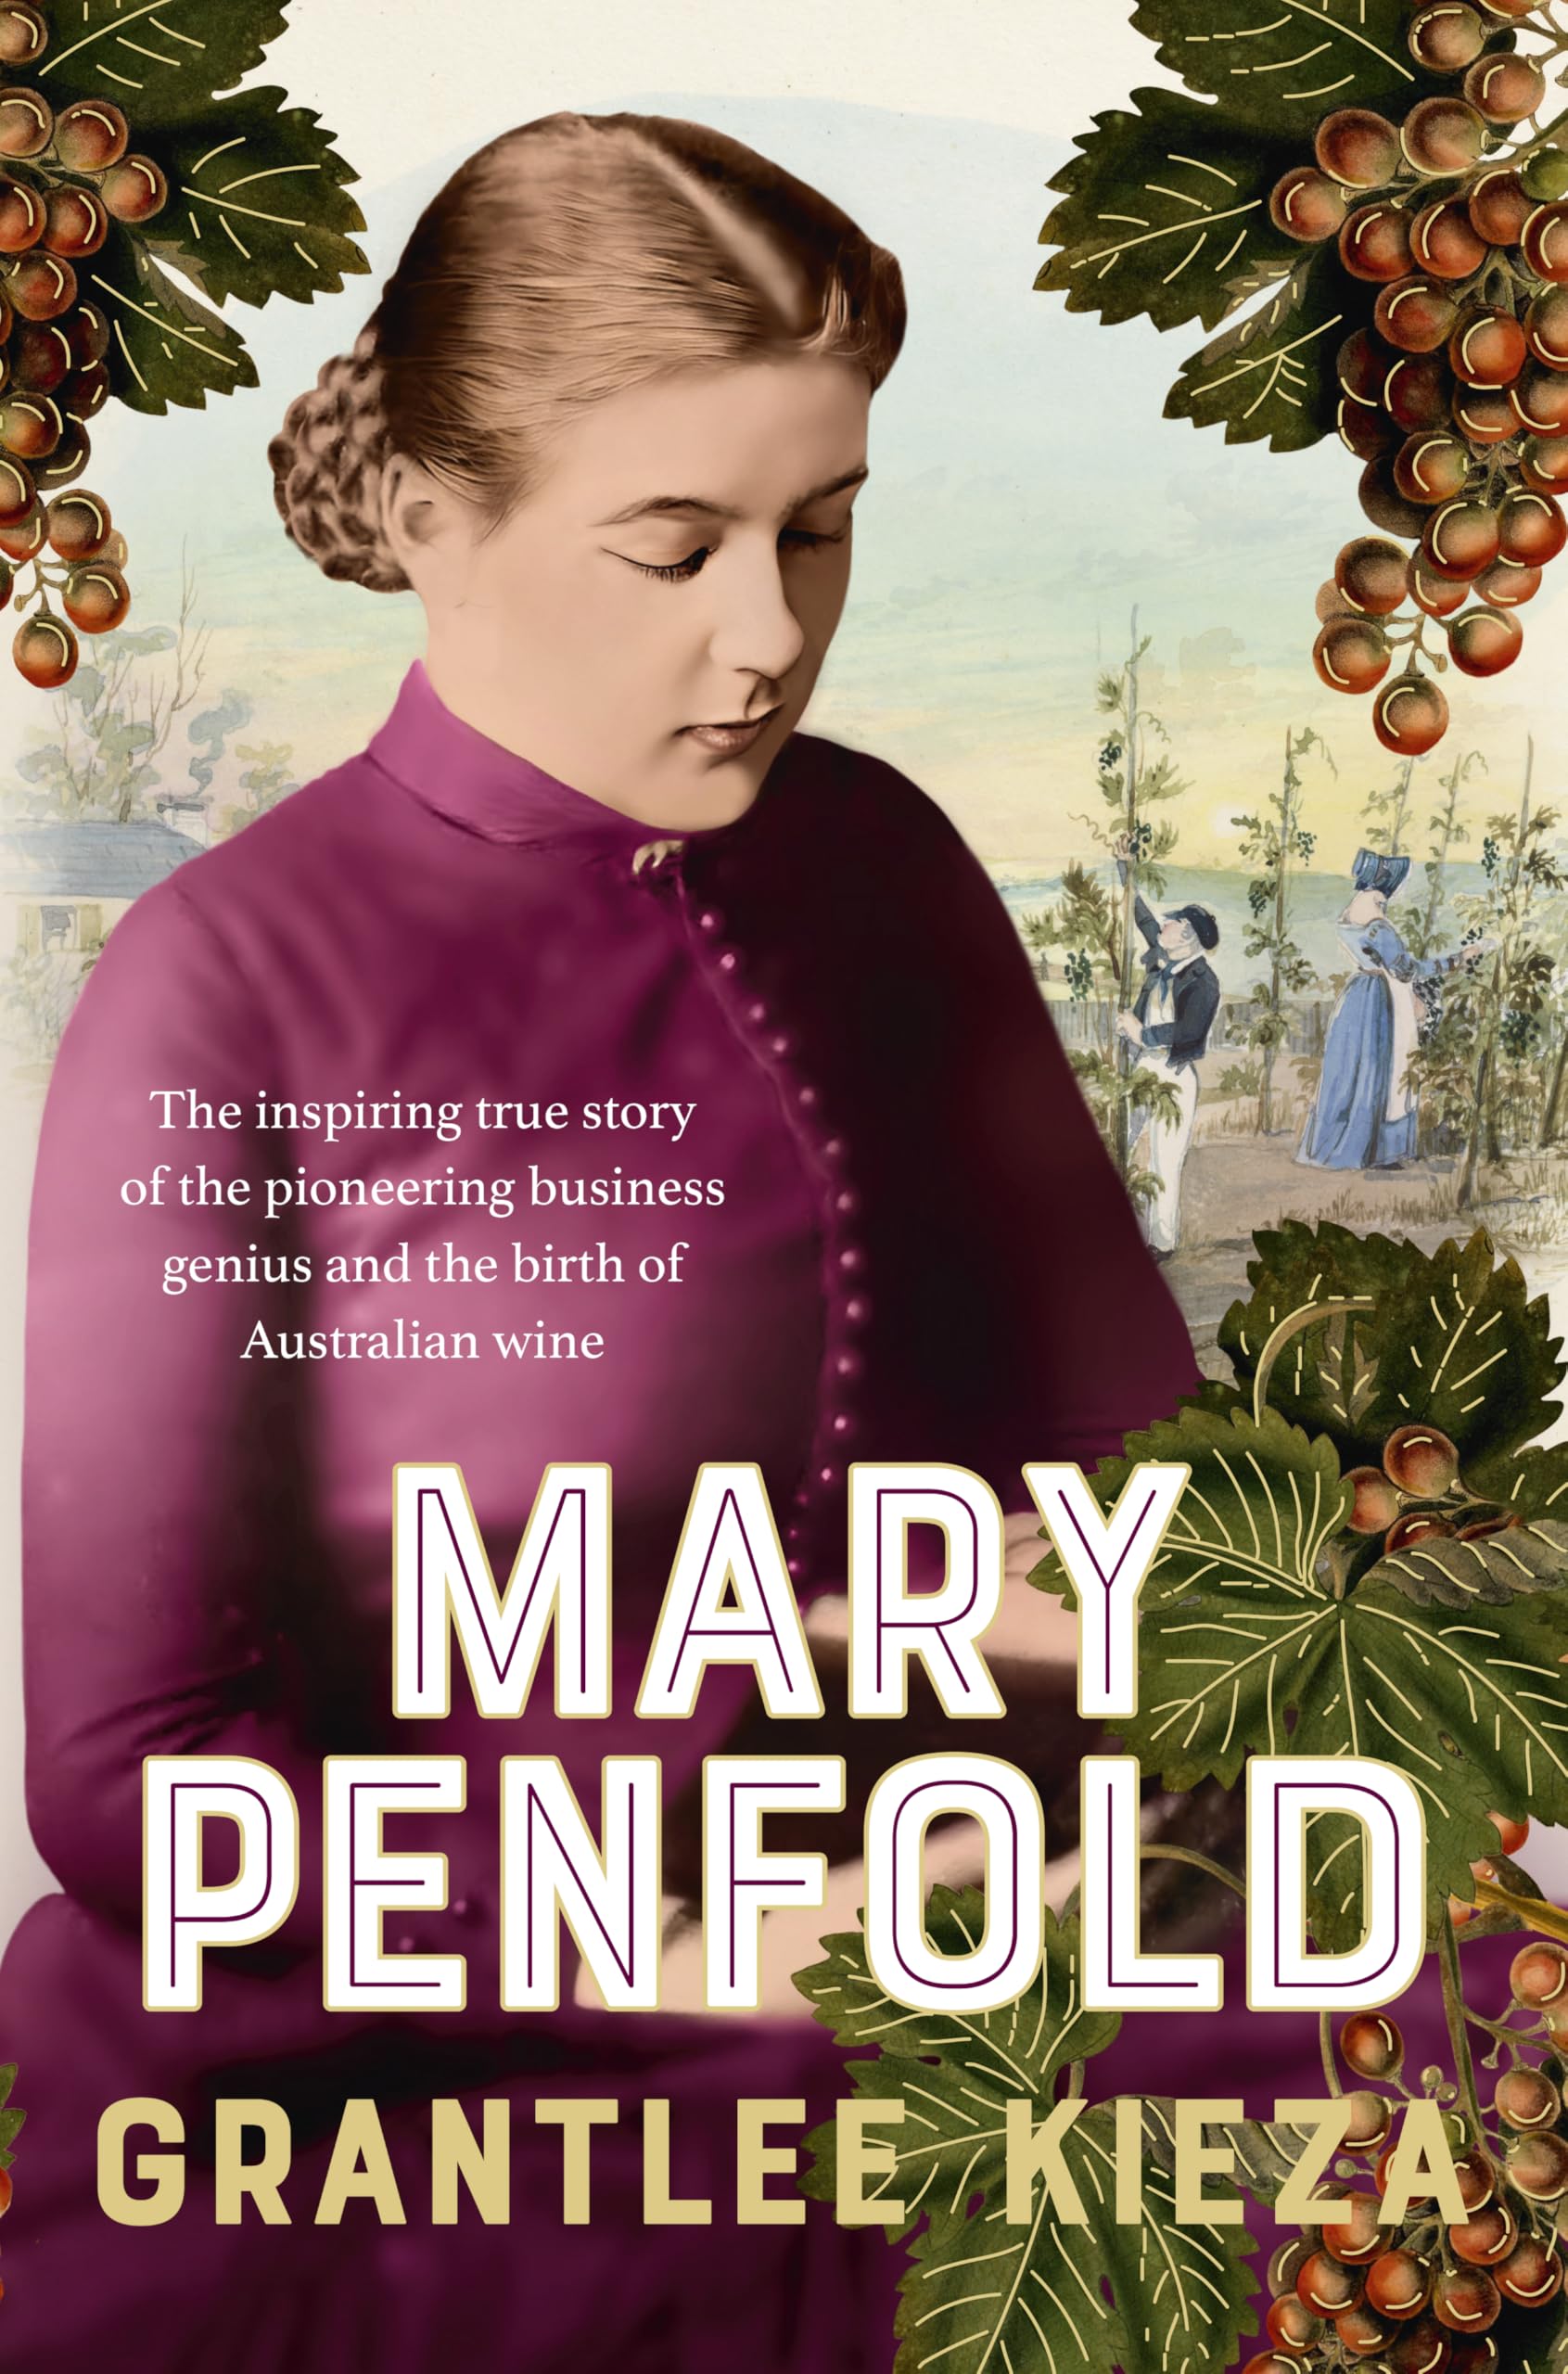 The inspiring true story
of the pioneering business
genius and the birth of
Australian wine
MARY
PENFOLD
GRANTLEE KIEZA